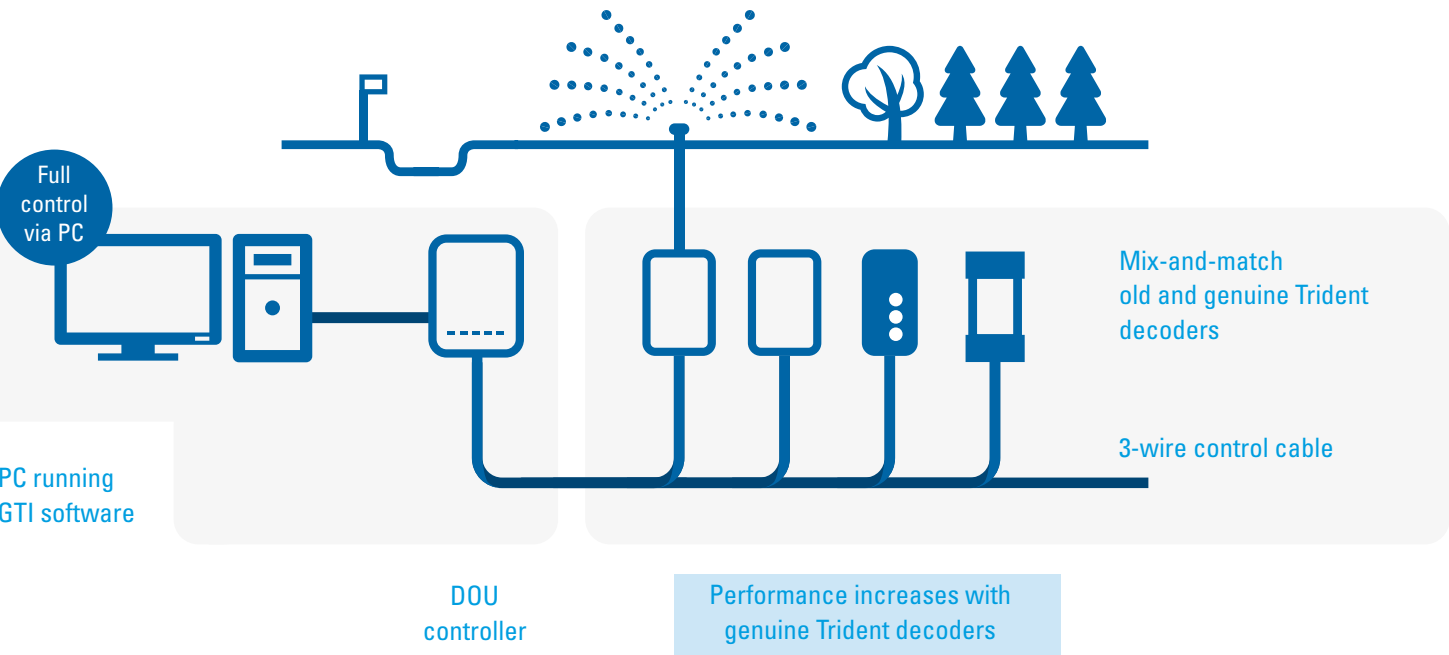 Full
control
via PC
Mix-and-match
old and genuine Trident
decoders
3-wire control cable
PC running
GTI software
DOU
controller
Performance increases with
genuine Trident decoders